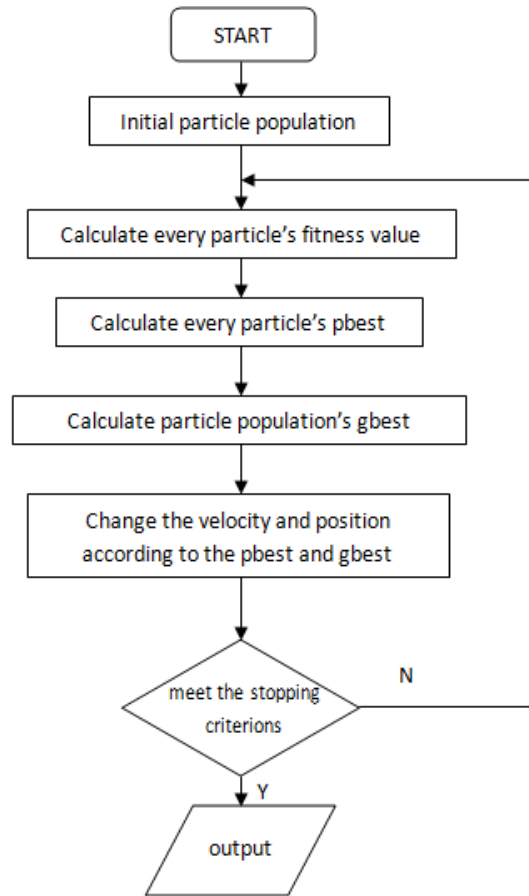 START
Initial particle population
Calculate every particle's fitness value
Calculate every particle's pbest
Calculate particle population's gbest
Change the velocity and position
according to the pbest and gbest
meet the stopping
criterions
N
Y
output